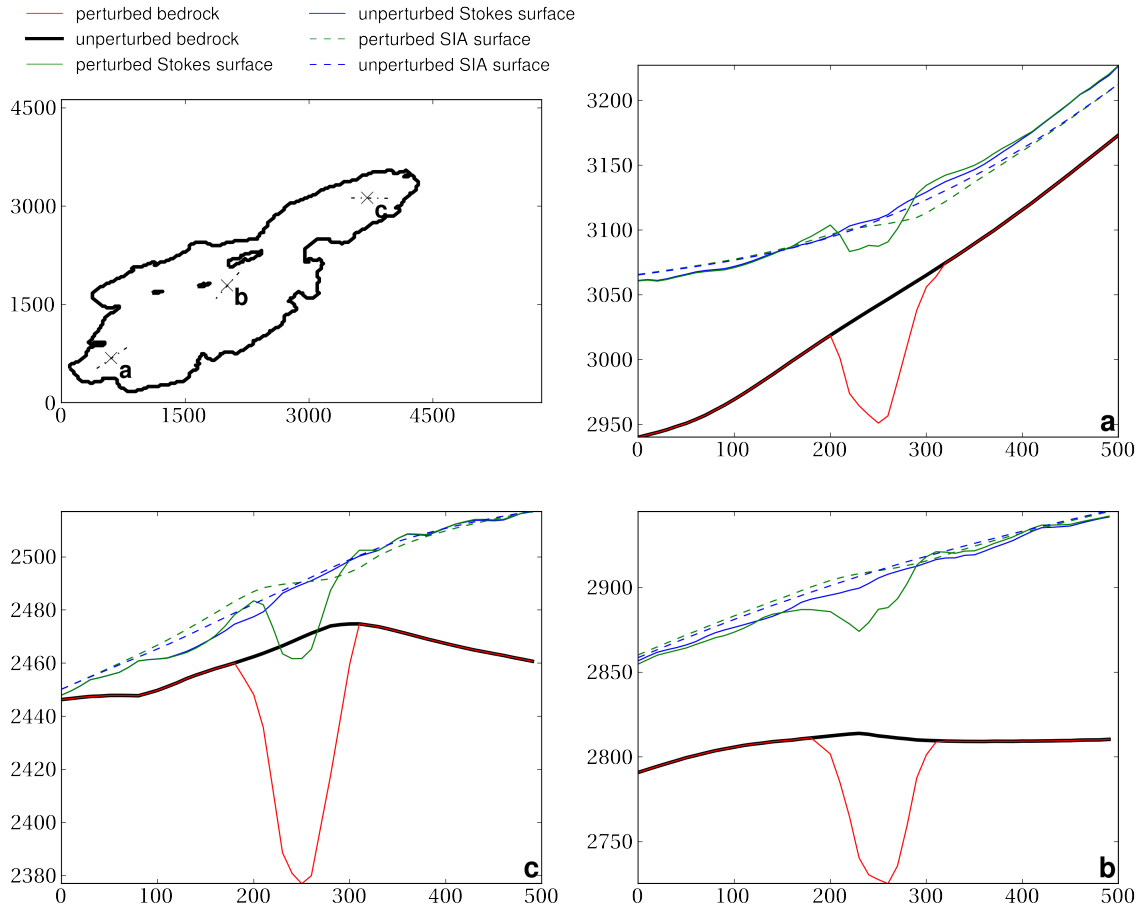 perturbed bedrock
unperturbed bedrock
perturbed Stokes surface
unperturbed Stokes surface
perturbed SIA surface
unperturbed SIA surface
4500
3000
1500
0
0 1500 3000 4500
a
b
c
3200
3150
3100
3050
3000
2950
0 100 200 300 400 500
a
2500
2480
2460
2440
2420
2400
2380
0 100 200 300 400 500
c
2900
2850
2800
2750
0 100 200 300 400 500
b